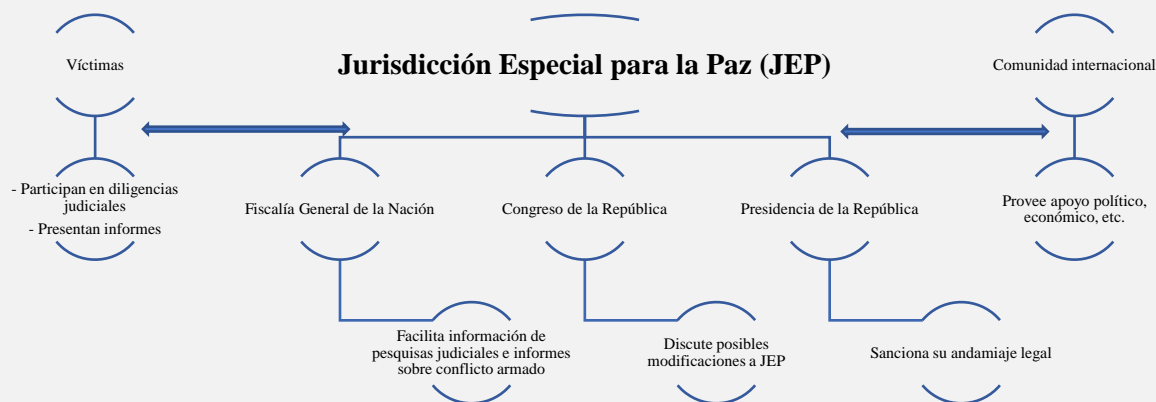 Víctimas
Jurisdicción Especial para la Paz (JEP)
Comunidad internacional
- Participan en diligencias
judiciales
- Presentan informes
Fiscalía General de la Nación
Congreso de la República
Presidencia de la República
Provee apoyo político,
económico, etc.
Facilita información de
pesquisas judiciales e informes
sobre conflicto armado
Discute posibles
modificaciones a JEP
Sanciona su andamiaje legal